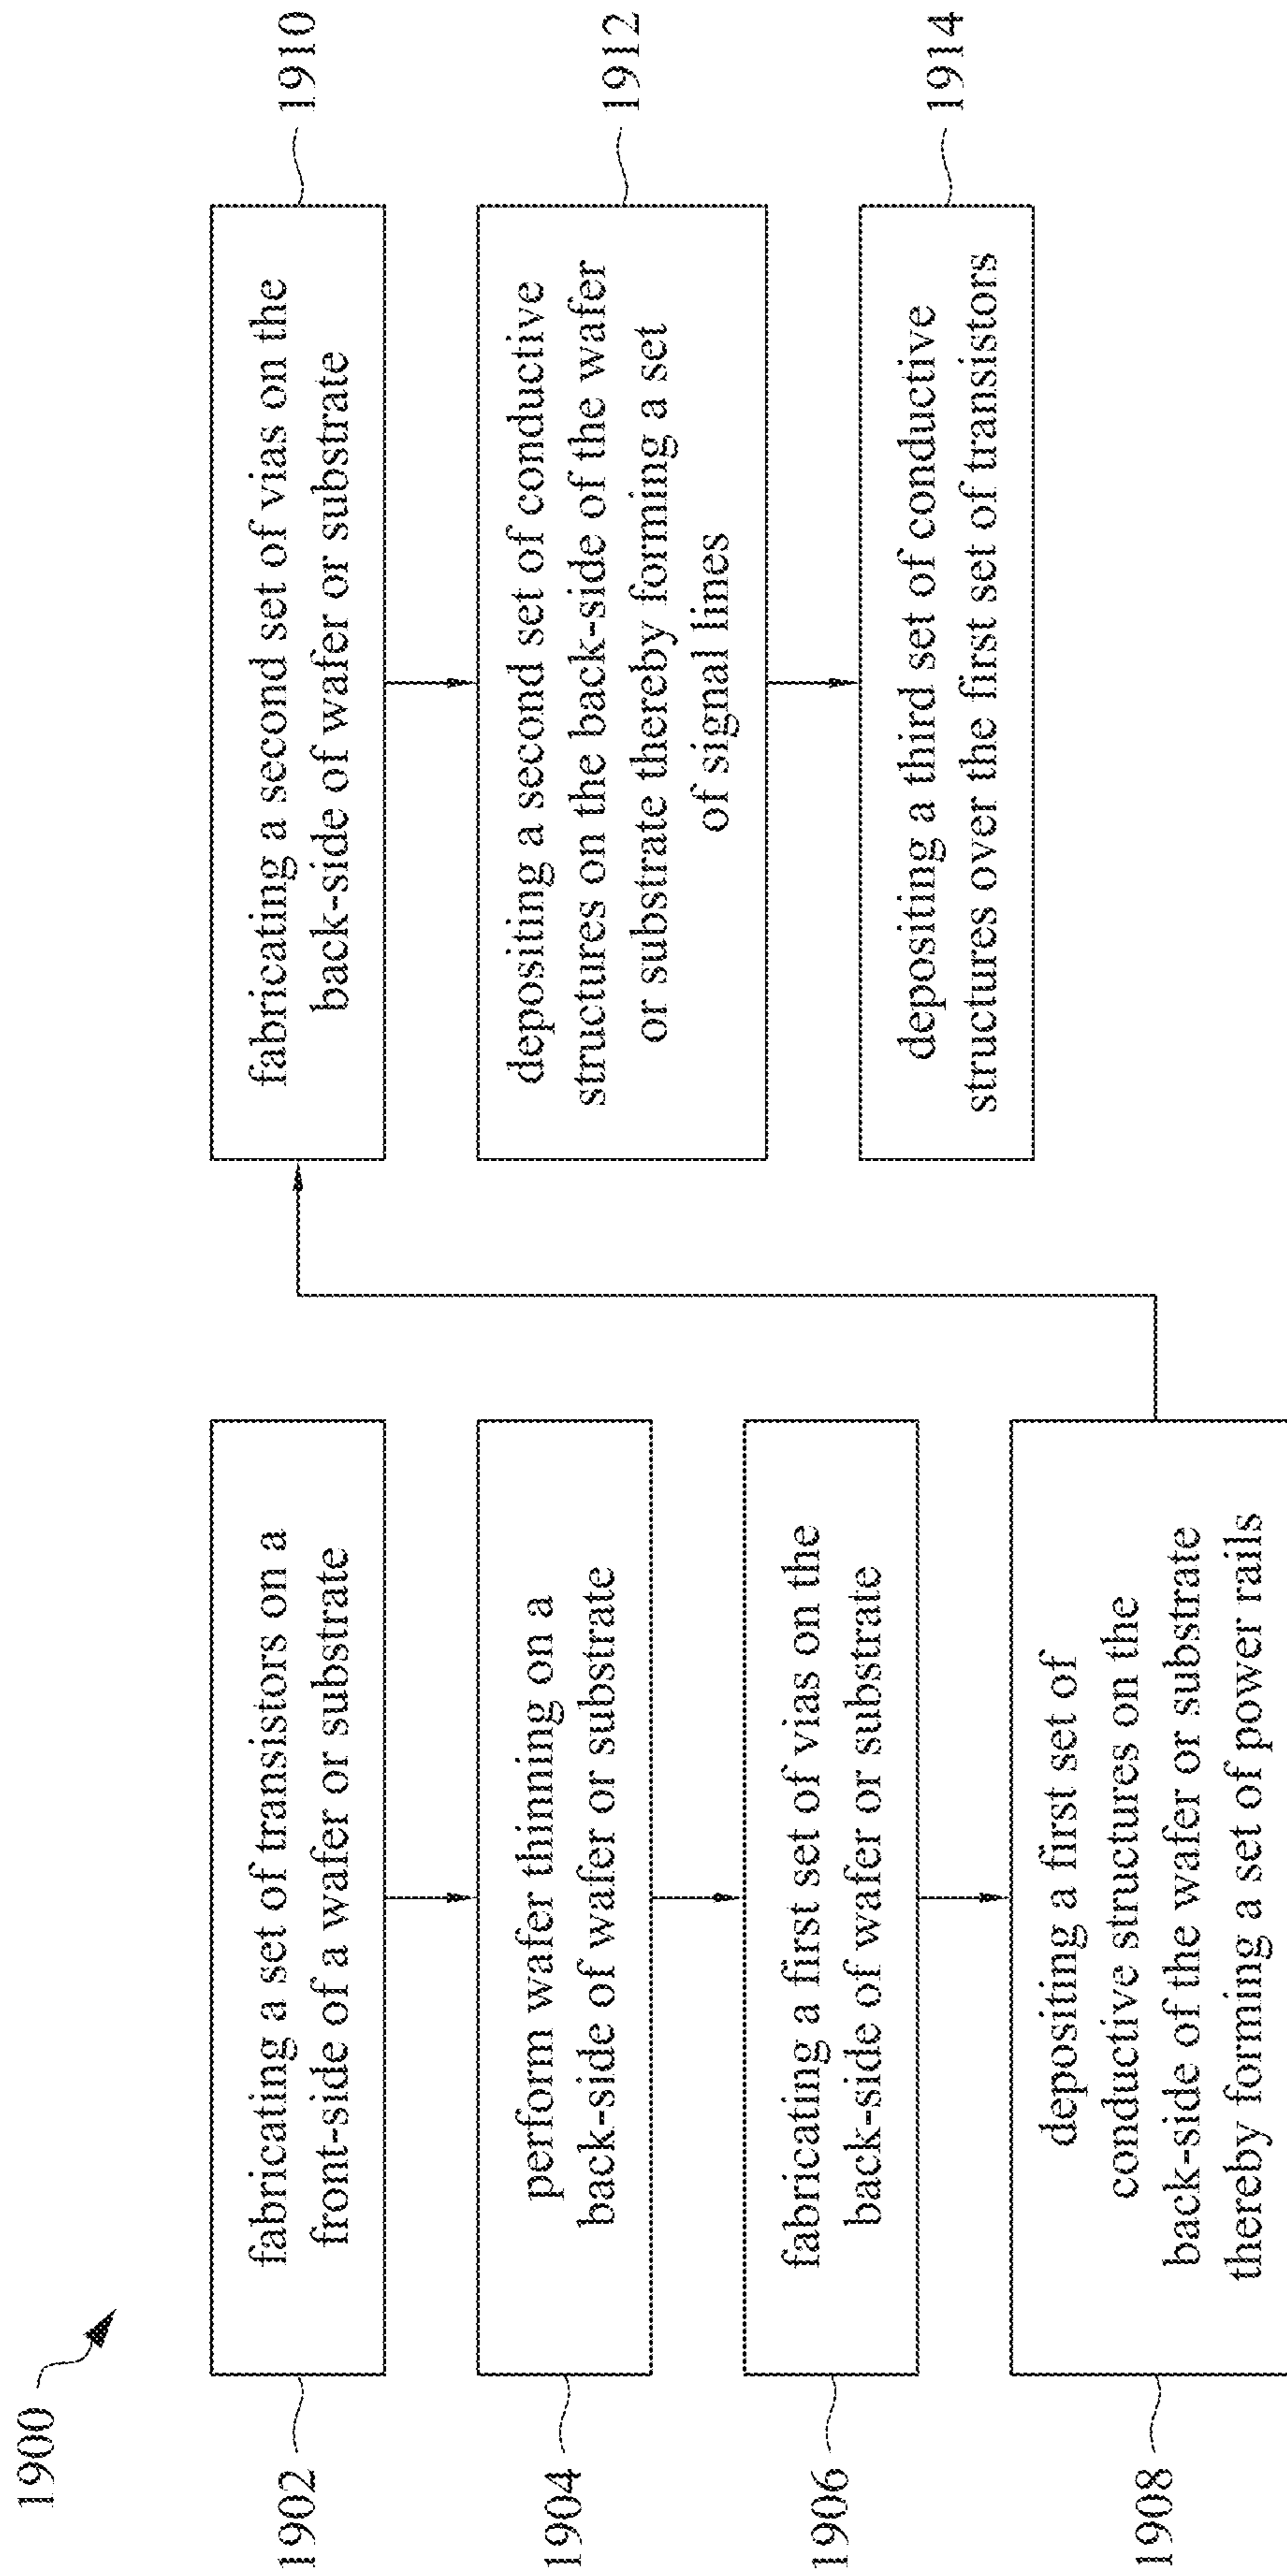 1900
1902
fabricating a set of transistors on a
front-side of a wafer or substrate
1904
perform wafer thinning on a
back-side of wafer or substrate
1906
fabricating a first set of vias on the
back-side of wafer or substrate
1908
depositing a first set of
conductive structures on the
back-side of the wafer or substrate
thereby forming a set of power rails
fabricating a second set of vias on the
back-side of wafer or substrate
1910
depositing a second set of conductive
structures on the back-side of the wafer
or substrate thereby forming a set
of signal lines
1912
depositing a third set of conductive
structures over the first set of transistors
1914